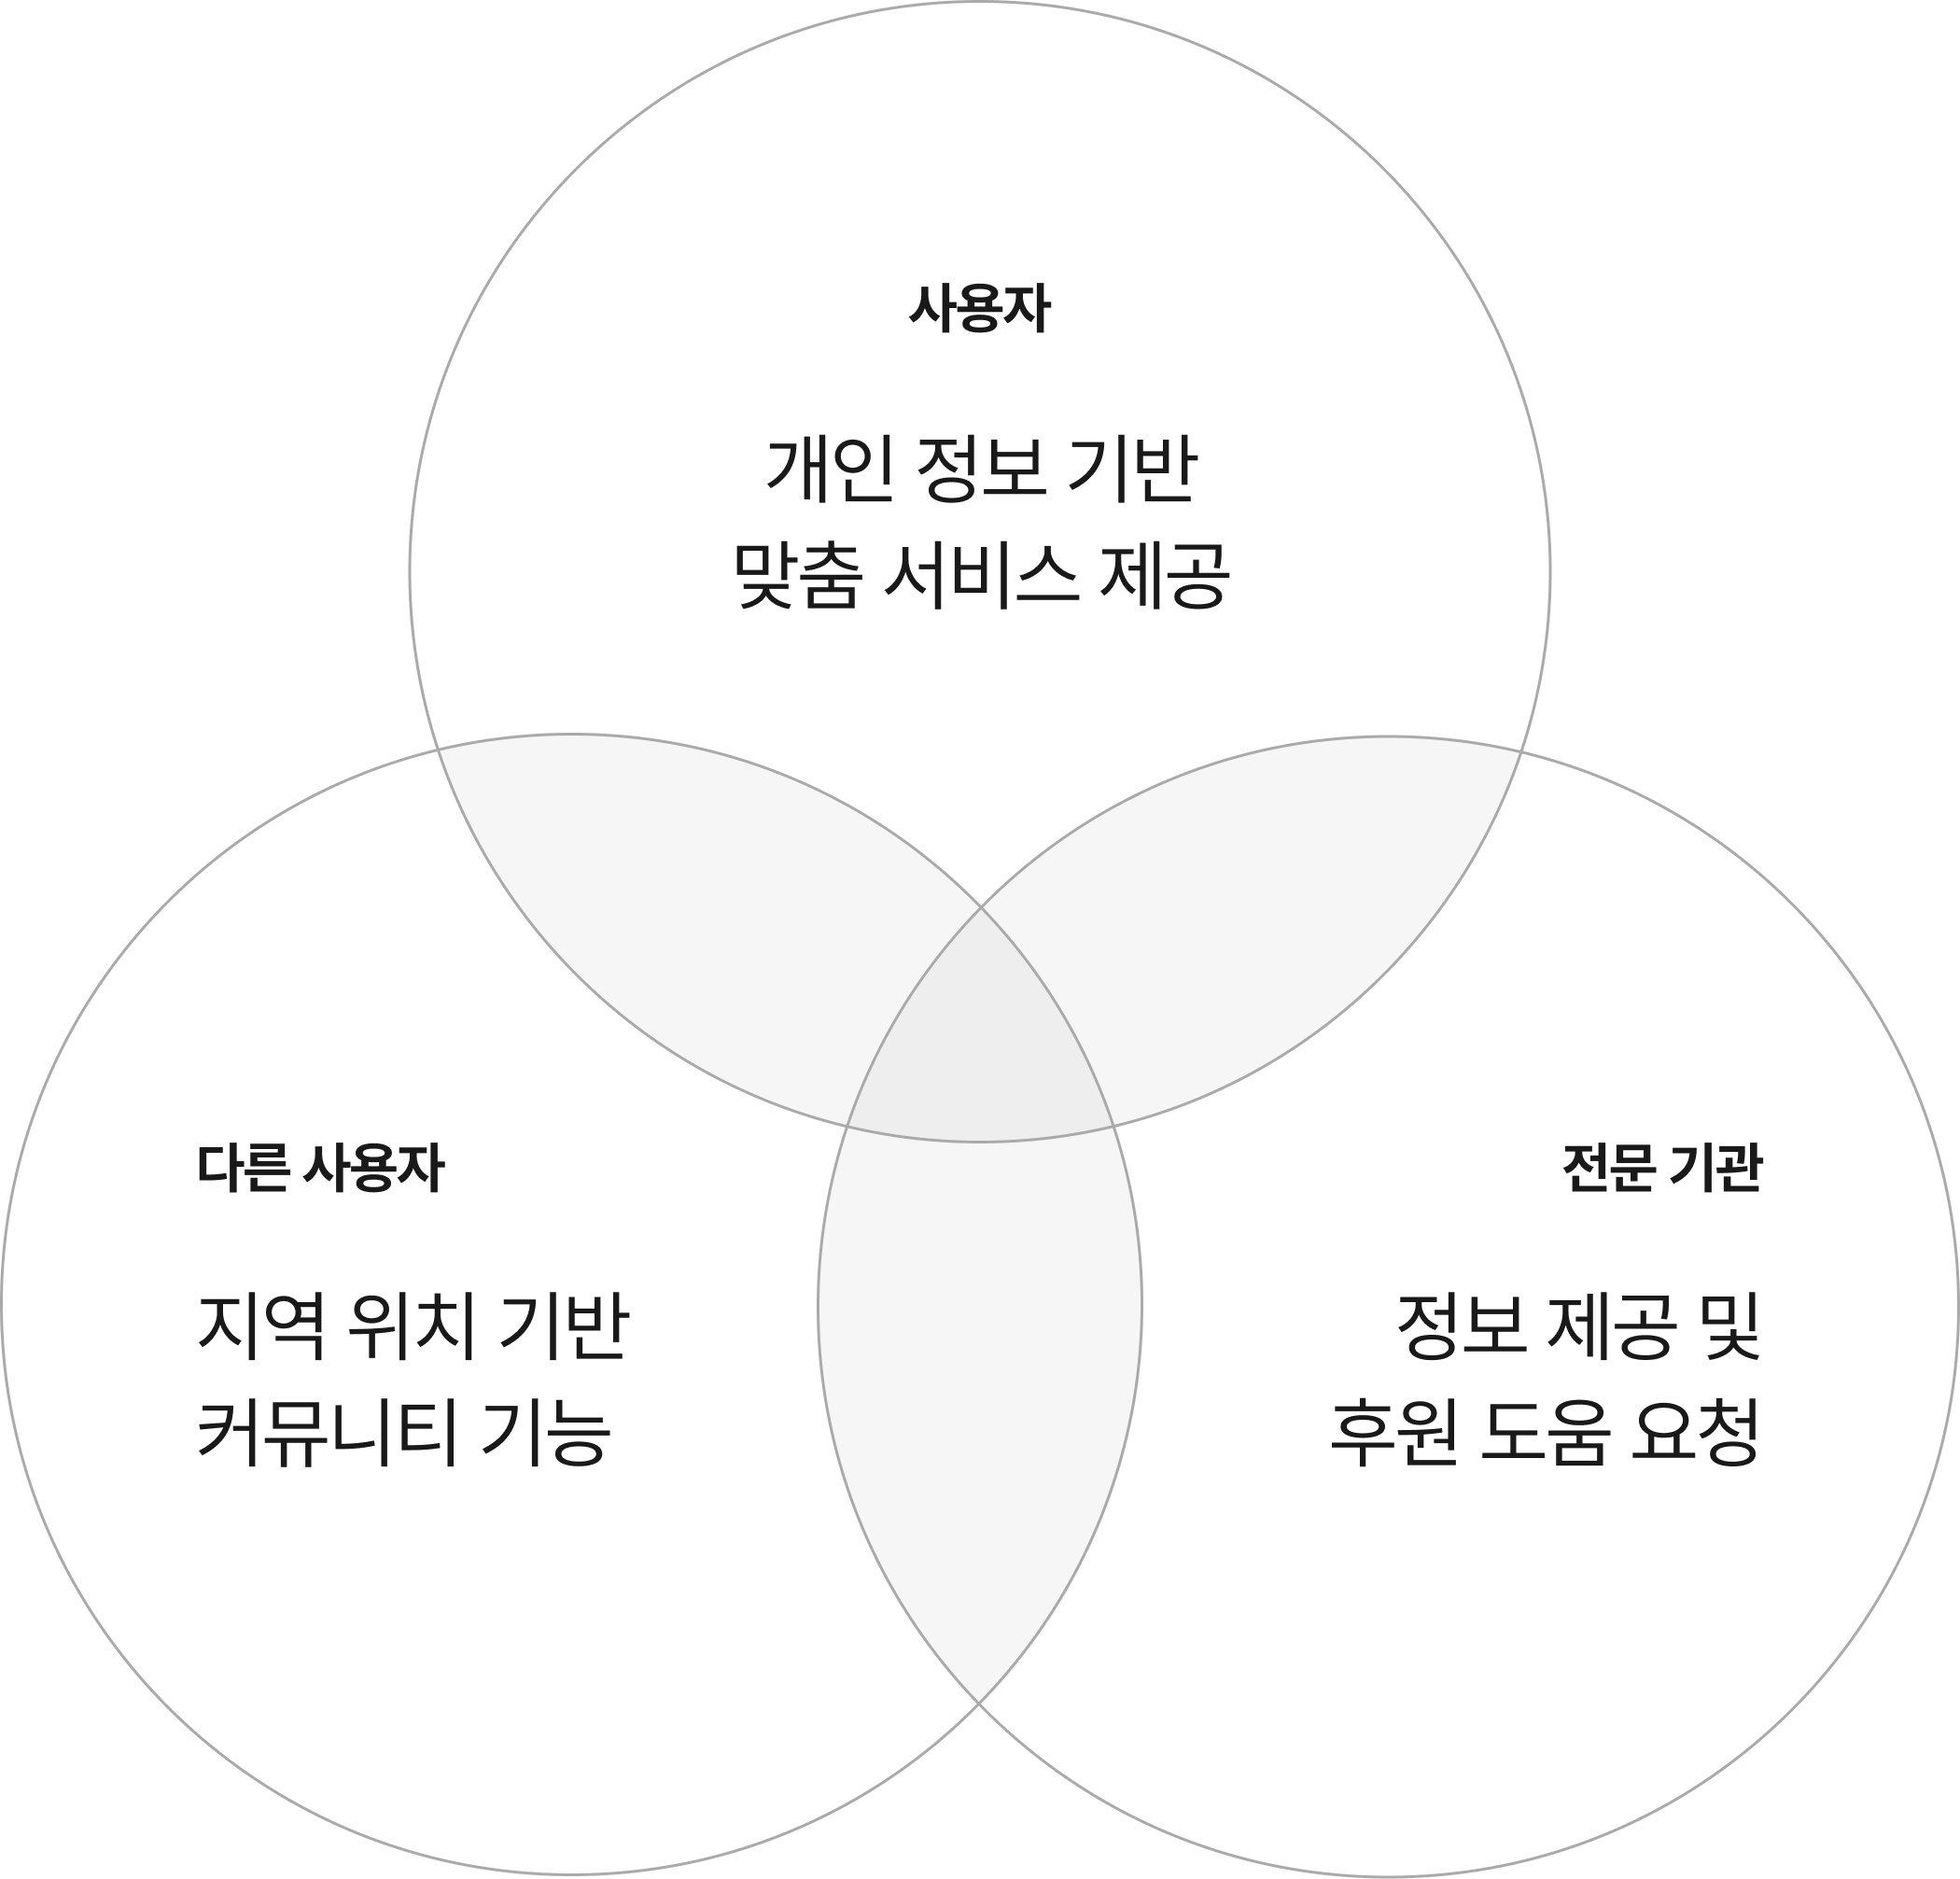 사용자
개인 정보 기반
맞춤 서비스 제공
다른 사용자
지역 위치 기반
커뮤니티 기능
전문 기관
정보 제공 및
후원 도움 요청